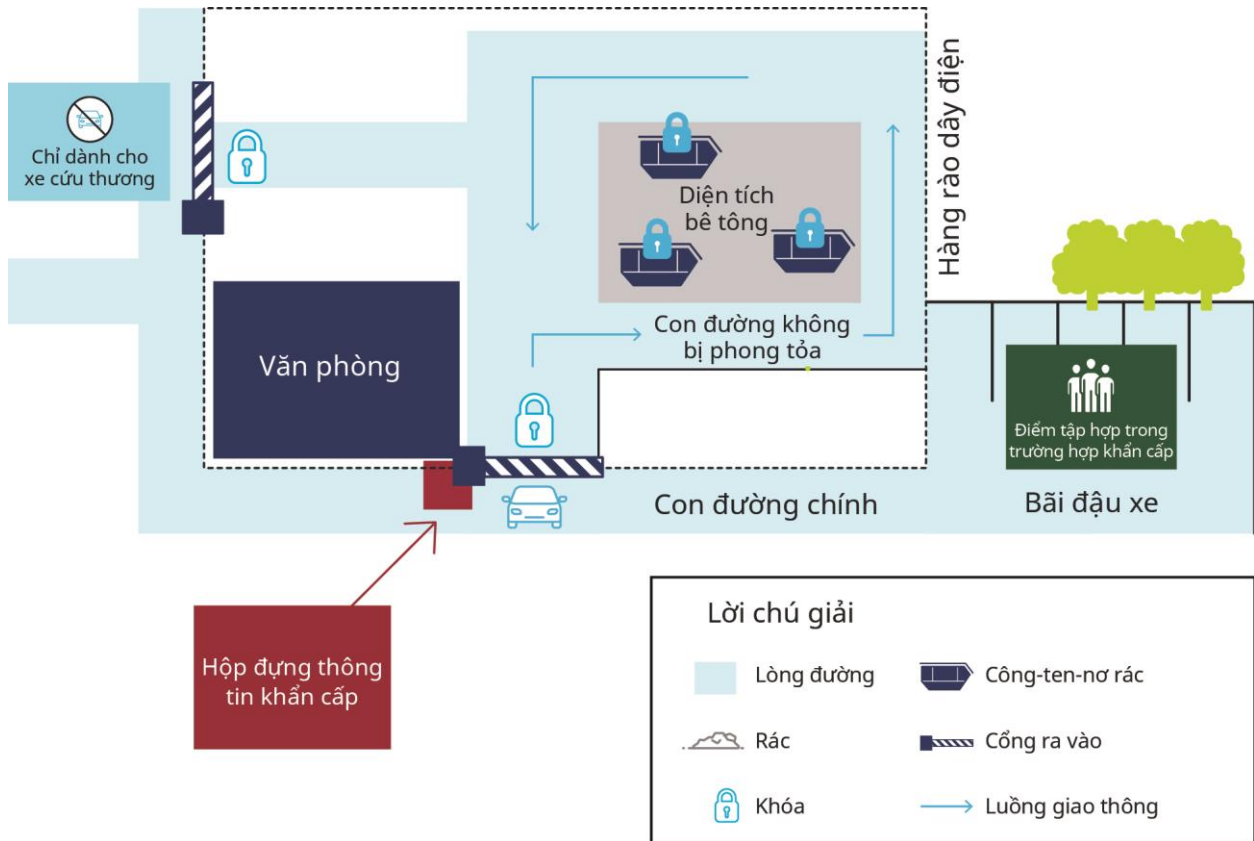 Chỉ dành cho
xe cứu thương
Diện tích
bê tông
Hàng rào dây điện
Văn phòng
Con đường không
bị phong tỏa
Điểm tập hợp trong
trường hợp khẩn cấp
Con đường chính
Bãi đậu xe
Hộp đựng thông
tin khẩn cấp
Lời chú giải
Lòng đường
Công-ten-nơ rác
Rác
Cổng ra vào
Khóa
Luồng giao thông